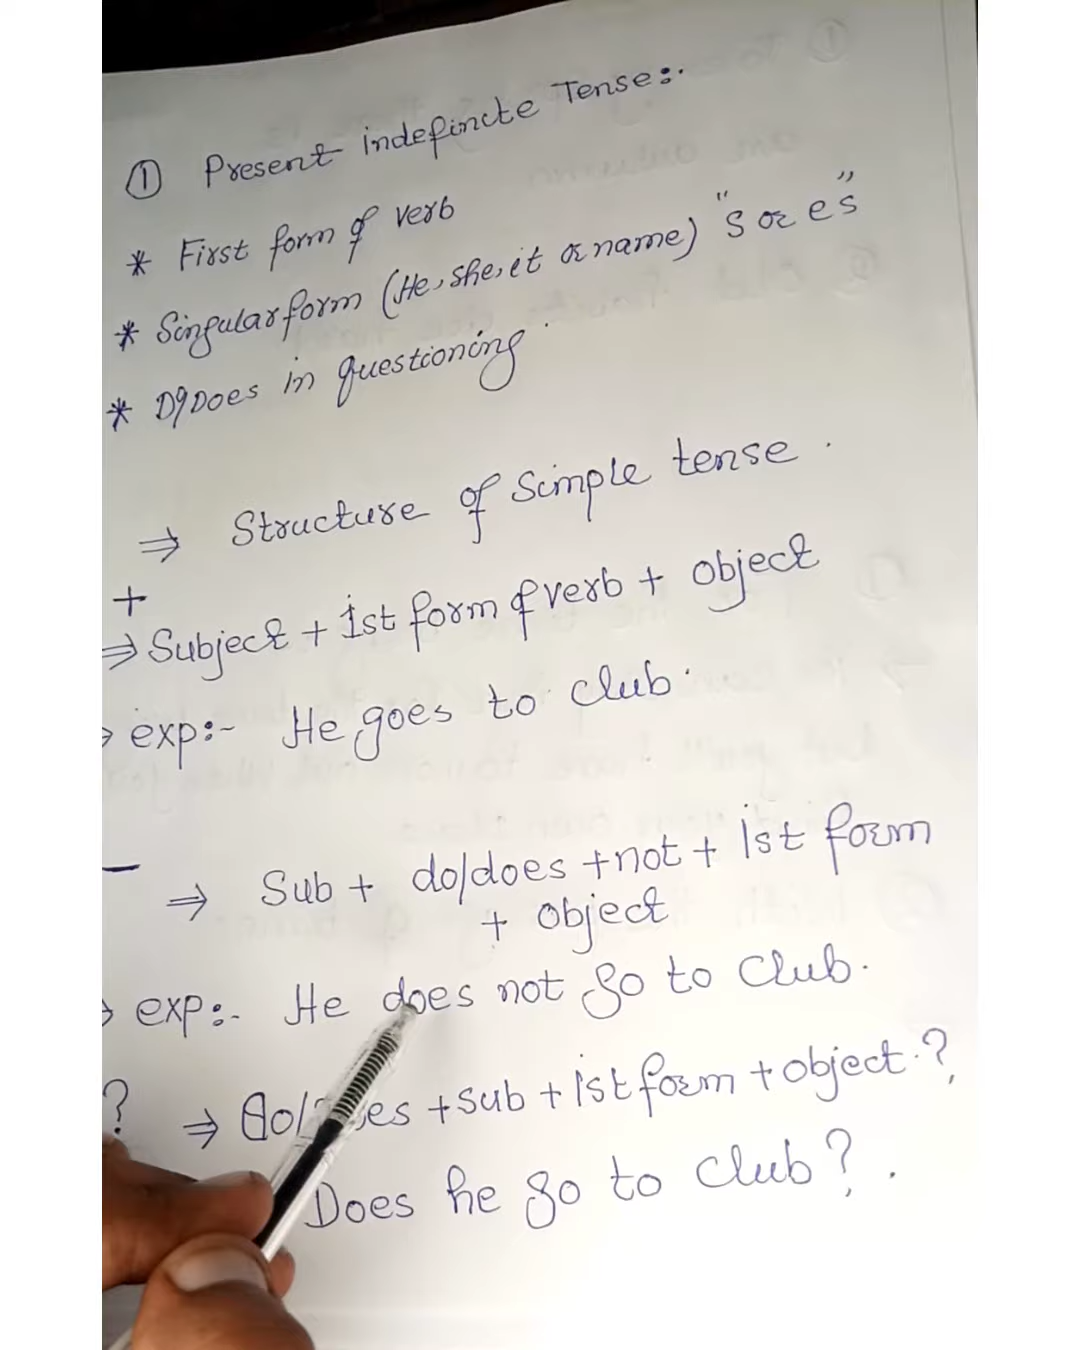 ① Present indefincte Tense:.
* First form of verb
* Singular form (He, she, it or name) "S or es"
* Do/Does in questioning
⇒ Structure of Simple tense.
+
⇒ Subject + 1st form of verb + object
exp:- He goes to club.
-
⇒ Sub + do/does + not + 1st form
+ object
exp:- He does not go to club.
? ⇒ Do/Does + sub + 1st form + object.?
Does he go to club?.